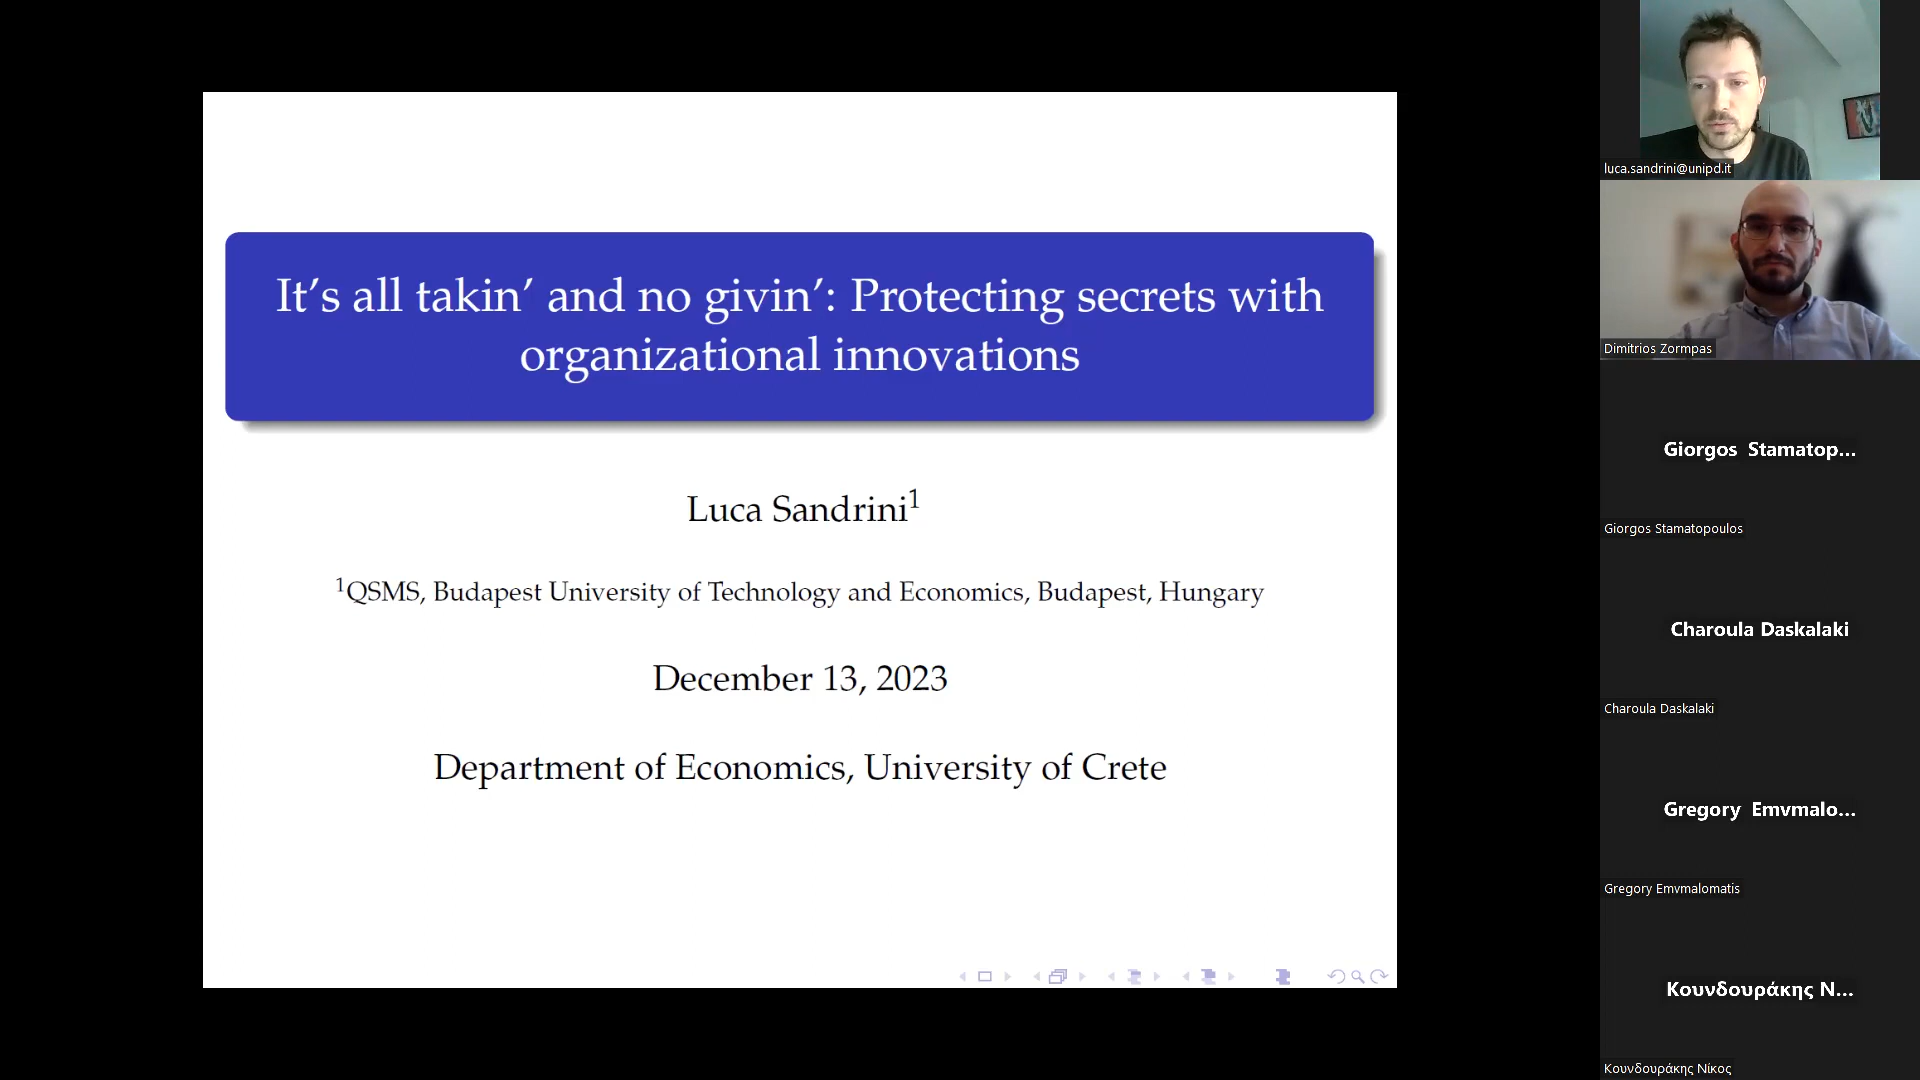 It's all takin' and no givin': Protecting secrets with
organizational innovations
Luca Sandrini¹
¹QSMS, Budapest University of Technology and Economics, Budapest, Hungary
December 13, 2023
Department of Economics, University of Crete
luca.sandrini@unipd.it
Dimitrios Zormpas
Giorgos Stamatop...
Giorgos Stamatopoulos
Charoula Daskalaki
Charoula Daskalaki
Gregory Emvmalo...
Gregory Emvmalomatis
Κουνδουράκης Ν...
Κουνδουράκης Νίκος